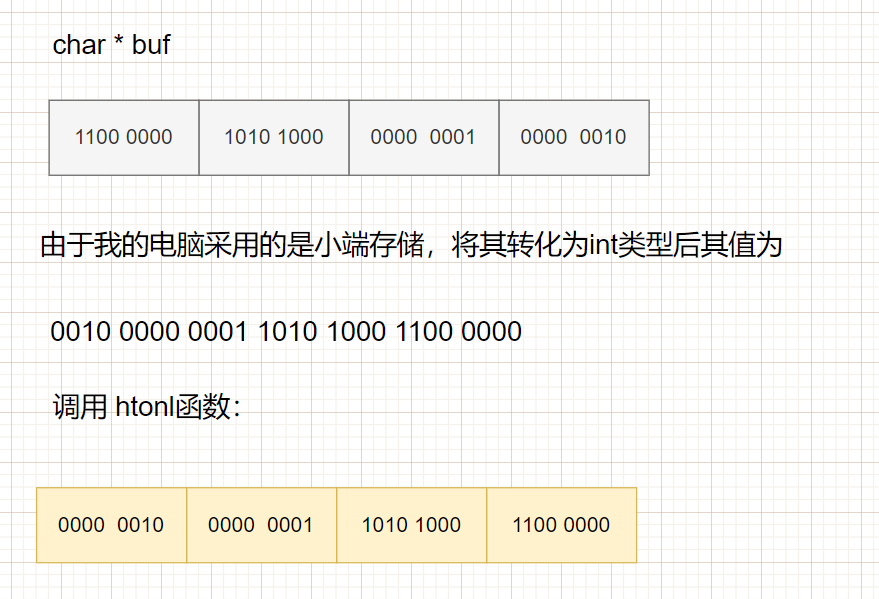 char * buf
1100 0000 1010 1000 0000 0001 0000 0010
由于我的电脑采用的是小端存储，将其转化为int类型后其值为
0010 0000 0001 1010 1000 1100 0000
调用 htonl函数：
0000 0010 0000 0001 1010 1000 1100 0000